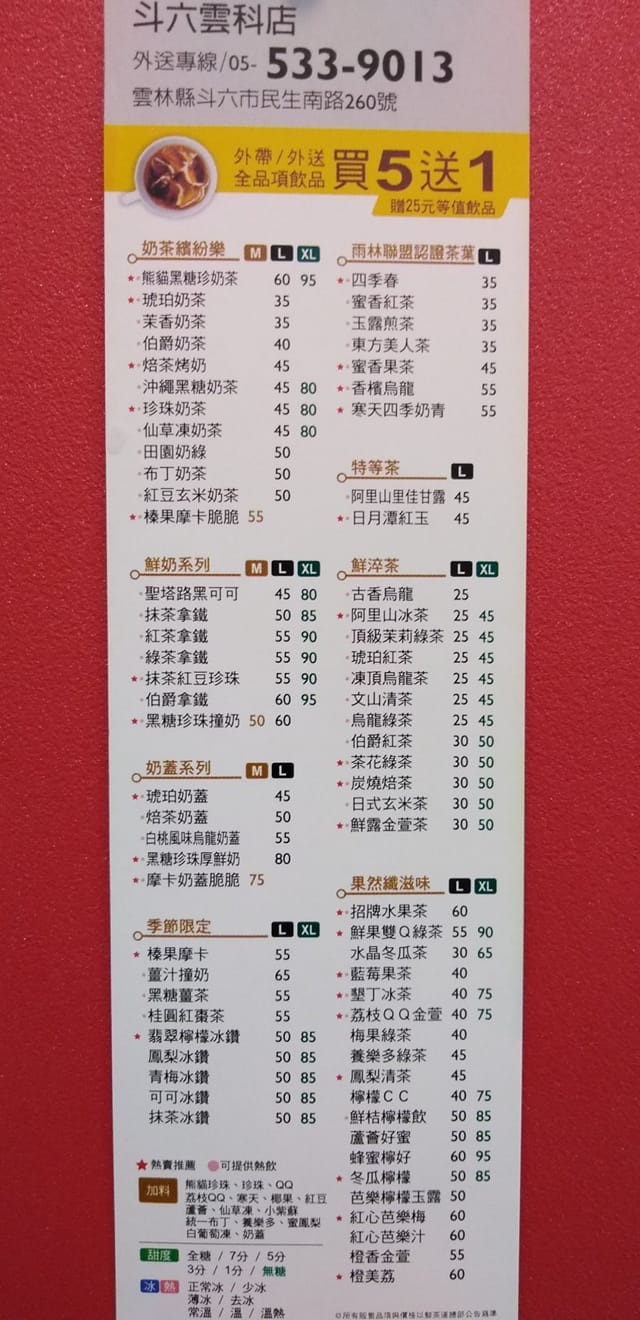 斗六雲科店
外送專線/05- 533-9013
雲林縣斗六市民生南路260號
外帶/外送
全品項飲品 買5送1
贈25元等值飲品
奶茶繽紛樂 M L XL
熊貓黑糖珍奶茶 60 95
琥珀奶茶 35
茉香奶茶 35
伯爵奶茶 40
焙茶烤奶 45
沖繩黑糖奶茶 45 80
珍珠奶茶 45 80
仙草凍奶茶 45 80
田園奶綠 50
布丁奶茶 50
紅豆玄米奶茶 50
榛果摩卡脆脆 55
鮮奶系列 M L XL
聖塔路黑可可 45 80
抹茶拿鐵 50 85
紅茶拿鐵 55 90
綠茶拿鐵 55 90
抹茶紅豆珍珠 55 90
伯爵拿鐵 60 95
黑糖珍珠撞奶 50 60
奶蓋系列 M L
琥珀奶蓋 45
焙茶奶蓋 50
白桃風味烏龍奶蓋 55
黑糖珍珠厚鮮奶 80
摩卡奶蓋脆脆 75
季節限定 L XL
榛果摩卡 55
薑汁撞奶 65
黑糖薑茶 55
桂圓紅棗茶 55
翡翠檸檬冰鑽 50 85
鳳梨冰鑽 50 85
青梅冰鑽 50 85
可可冰鑽 50 85
抹茶冰鑽 50 85
★熱賣推薦 ●可提供熱飲
加料 熊貓珍珠、珍珠、QQ
荔枝QQ、寒天、椰果、紅豆
蘆薈、仙草凍、小紫蘇
統一布丁、養樂多、蜜鳳梨
白葡萄凍、奶蓋
甜度 全糖 / 7分 / 5分
3分 / 1分 / 無糖
冰 熱 正常冰 / 少冰
薄冰 / 去冰
常溫 / 溫 / 溫熱
雨林聯盟認證茶葉 L
四季春 35
蜜香紅茶 35
玉露煎茶 35
東方美人茶 35
蜜香果茶 45
香檳烏龍 55
寒天四季奶青 55
特等茶 L
阿里山里佳甘露 45
日月潭紅玉 45
鮮淬茶 L XL
古香烏龍 25
阿里山冰茶 25 45
頂級茉莉綠茶 25 45
琥珀紅茶 25 45
凍頂烏龍茶 25 45
文山清茶 25 45
烏龍綠茶 25 45
伯爵紅茶 30 50
茶花綠茶 30 50
炭燒焙茶 30 50
日式玄米茶 30 50
鮮露金萱茶 30 50
果然纖滋味 L XL
招牌水果茶 60
鮮果雙Q綠茶 55 90
水晶冬瓜茶 30 65
藍莓果茶 40
墾丁冰茶 40 75
荔枝QQ金萱 40 75
梅果綠茶 40
養樂多綠茶 45
鳳梨清茶 45
檸檬CC 40 75
鮮桔檸檬飲 50 85
蘆薈好蜜 50 85
蜂蜜檸好 60 95
冬瓜檸檬 50 85
芭樂檸檬玉露 50
紅心芭樂梅 60
紅心芭樂汁 60
橙香金萱 55
橙美荔 60
◎所有販售品項與價格以鮮茶道總部公告為準